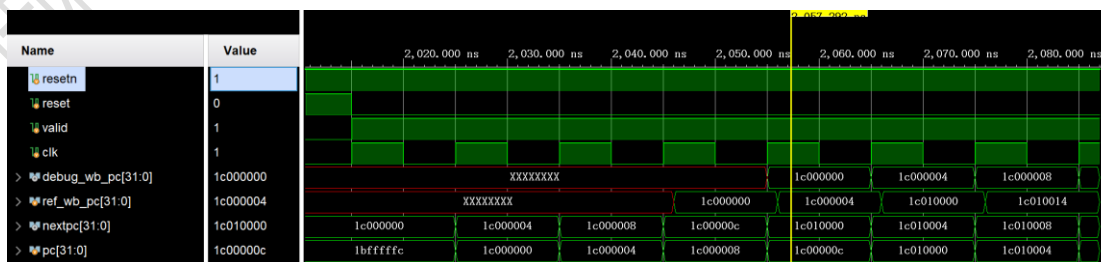 2,057.292 ns
Name Value 2,020.000 ns 2,030.000 ns 2,040.000 ns 2,050.000 ns 2,060.000 ns 2,070.000 ns 2,080.000 ns
resetn 1
reset 0
valid 1
clk 1
debug_wb_pc[31:0] 1c000000 XXXXXXXX 1c000000 1c000004 1c000008
ref_wb_pc[31:0] 1c000004 XXXXXXXX 1c000000 1c000004 1c010000 1c010014
nextpc[31:0] 1c010000 1c000000 1c000004 1c000008 1c00000c 1c010000 1c010004 1c010008
pc[31:0] 1c00000c 1bfffffc 1c000000 1c000004 1c000008 1c00000c 1c010000 1c010004